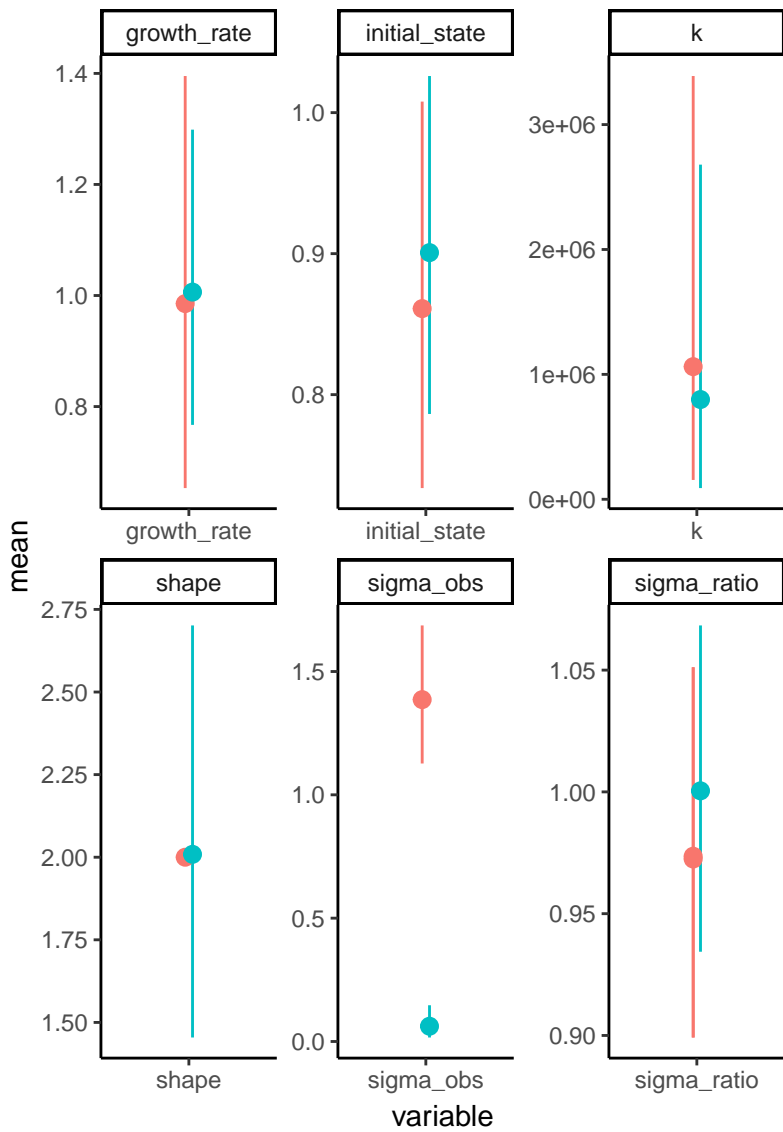 growth_rate
initial_state
k
1.4
1.2
1.0
0.8
1.0
0.9
0.8
3e+06
2e+06
1e+06
0e+00
growth_rate
initial_state
k
mean
shape
sigma_obs
sigma_ratio
2.75
2.50
2.25
2.00
1.75
1.50
1.5
1.0
0.5
0.0
1.05
1.00
0.95
0.90
shape
sigma_obs
sigma_ratio
variable